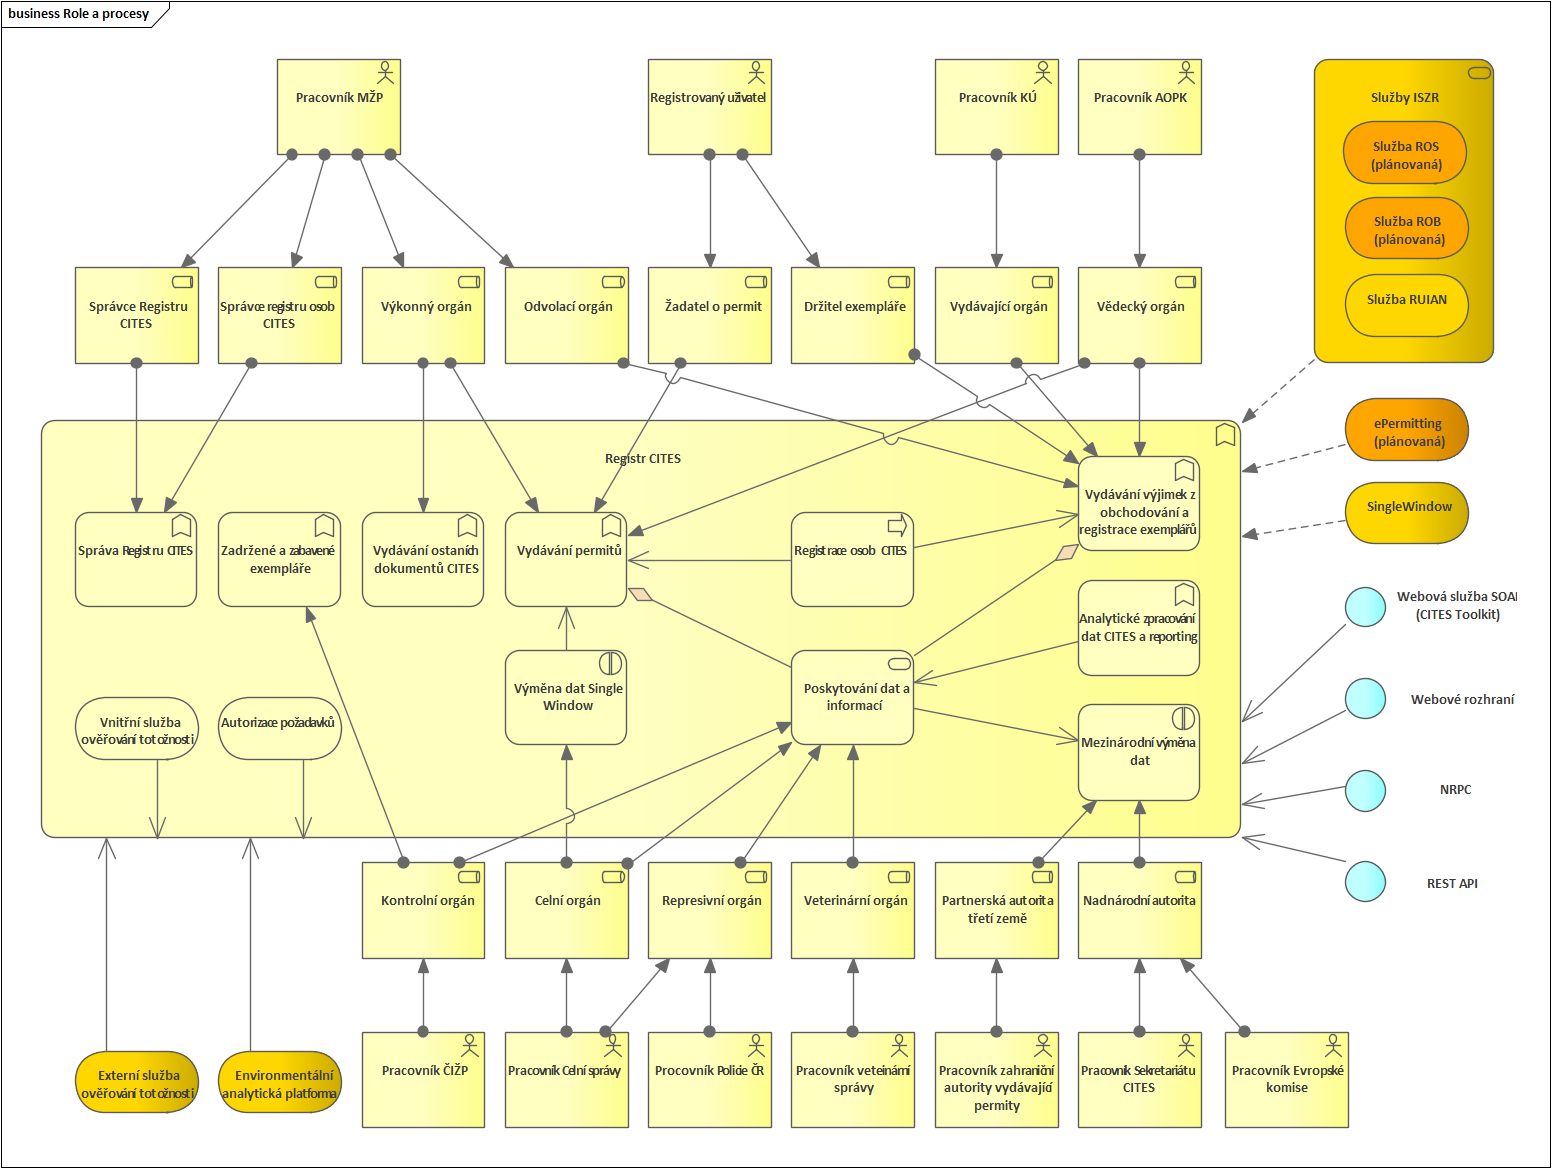 business Role a procesy
Pracovník MŽP
Registrovaný uživatel
Pracovník KÚ
Pracovník AOPK
Služby ISZR
Služba ROS
(plánovaná)
Služba ROB
(plánovaná)
Služba RUIAN
Správce Registru
CITES
Správce registru osob
CITES
Výkonný orgán
Odvolací orgán
Žadatel o permit
Držitel exempláře
Vydávající orgán
Vědecký orgán
ePermitting
(plánovaná)
SingleWindow
Registr CITES
Správa Registru CITES
Zadržené a zabavené
exempláře
Vydávání ostaních
dokumentů CITES
Vydávání permitů
Registrace osob CITES
Vydávání výjimek z
obchodování a
registrace exemplářů
Analytické zpracování
dat CITES a reporting
Webová služba SOAI
(CITES Toolkit)
Výměna dat Single
Window
Poskytování dat a
informací
Mezinárodní výměna
dat
Vnitřní služba
ověřování totožnosti
Autorizace požadavků
Webové rozhraní
NRPC
REST API
Kontrolní orgán
Celní orgán
Represivní orgán
Veterinární orgán
Partnerská autorita
třetí země
Nadnárodní autorita
Externí služba
ověřování totožnosti
Environmentální
analytická platforma
Pracovník ČIŽP
Pracovník Celní správy
Procovník Policie ČR
Pracovník veteinární
správy
Pracovník zahraniční
autority vydávající
permity
Pracovník Sekretariátu
CITES
Pracovník Evropské
komise